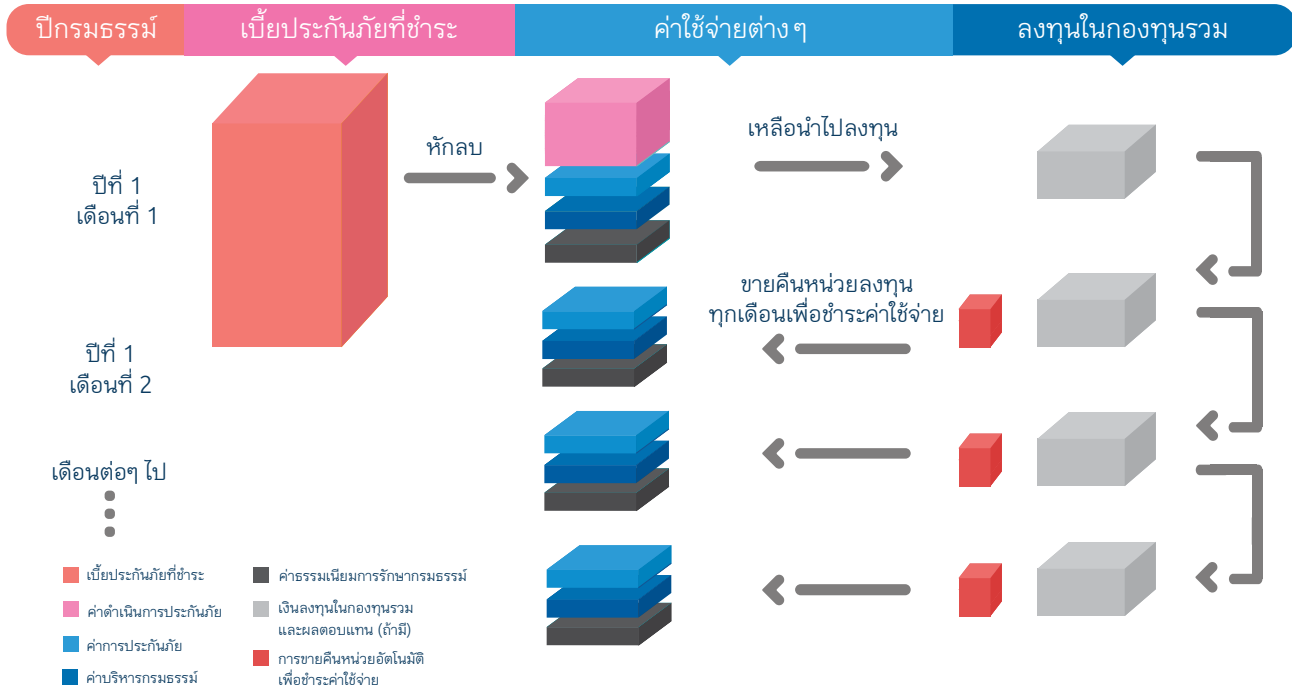 ปีกรมธรรม์
เบี้ยประกันภัยที่ชำระ
ค่าใช้จ่ายต่างๆ
ลงทุนในกองทุนรวม
ปีที่ 1
เดือนที่ 1
หักลบ
เหลือนำไปลงทุน
ปีที่ 1
เดือนที่ 2
ขายคืนหน่วยลงทุน
ทุกเดือนเพื่อชำระค่าใช้จ่าย
เดือนต่อๆ ไป
เบี้ยประกันภัยที่ชำระ
ค่าดำเนินการประกันภัย
ค่าการประกันภัย
ค่าบริหารกรมธรรม์
ค่าธรรมเนียมการรักษากรมธรรม์
เงินลงทุนในกองทุนรวม
และผลตอบแทน (ถ้ามี)
การขายคืนหน่วยอัตโนมัติ
เพื่อชำระค่าใช้จ่าย